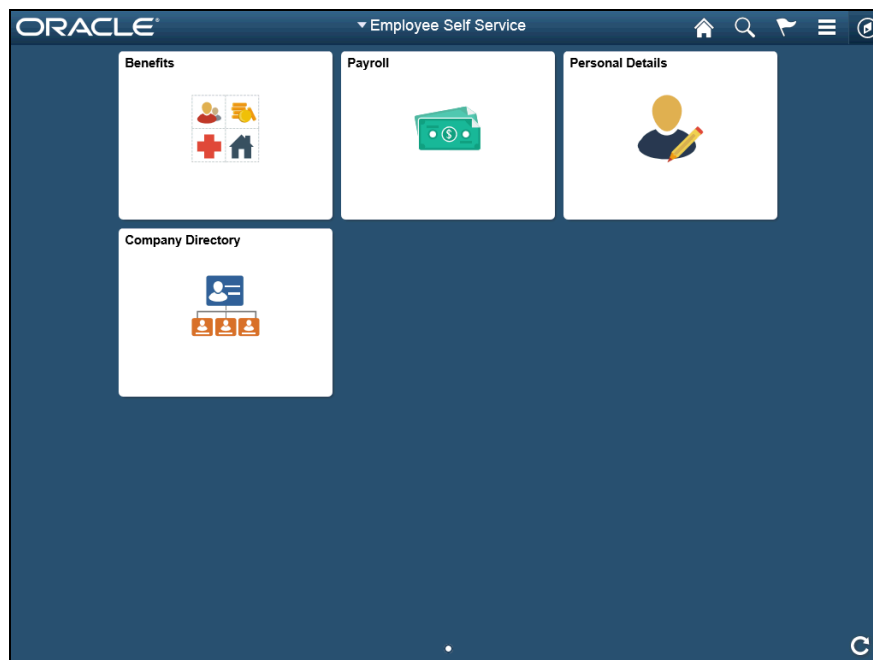 ORACLE®
Employee Self Service
Benefits
Payroll
Personal Details
Company Directory